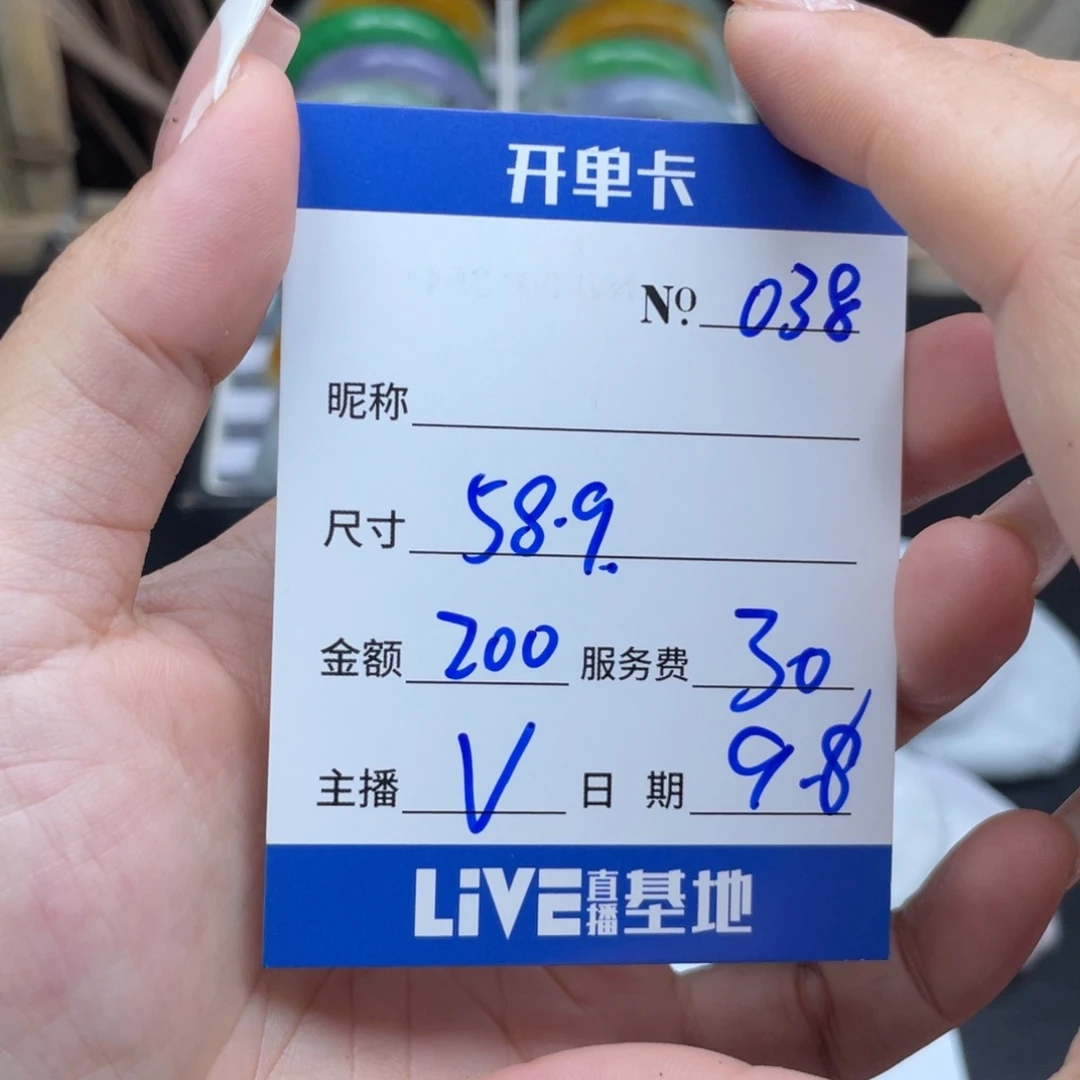 开单卡
No. 038
昵称
尺寸 58.9
金额 200 服务费 30
主播 V 日期 9.8
LiVE直播基地